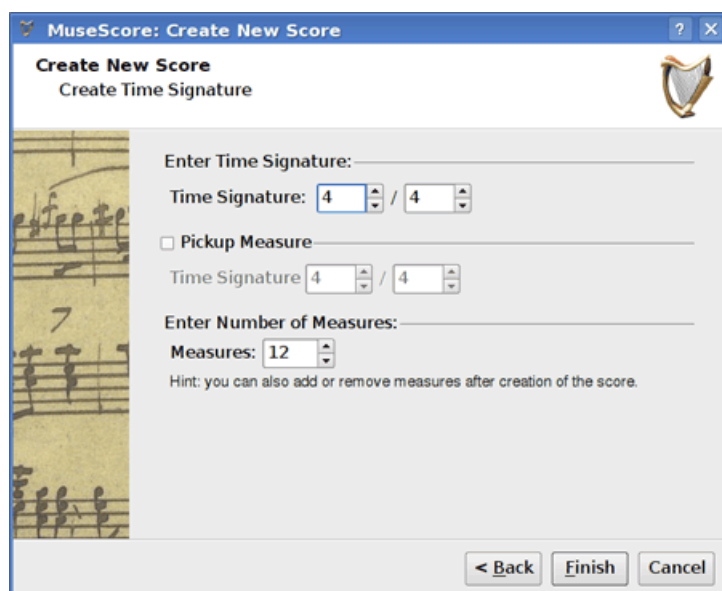 MuseScore: Create New Score
Create New Score
Create Time Signature
Enter Time Signature:
Time Signature: 4 / 4
Pickup Measure
Time Signature 4 / 4
Enter Number of Measures:
Measures: 12
Hint: you can also add or remove measures after creation of the score.
< Back Finish Cancel